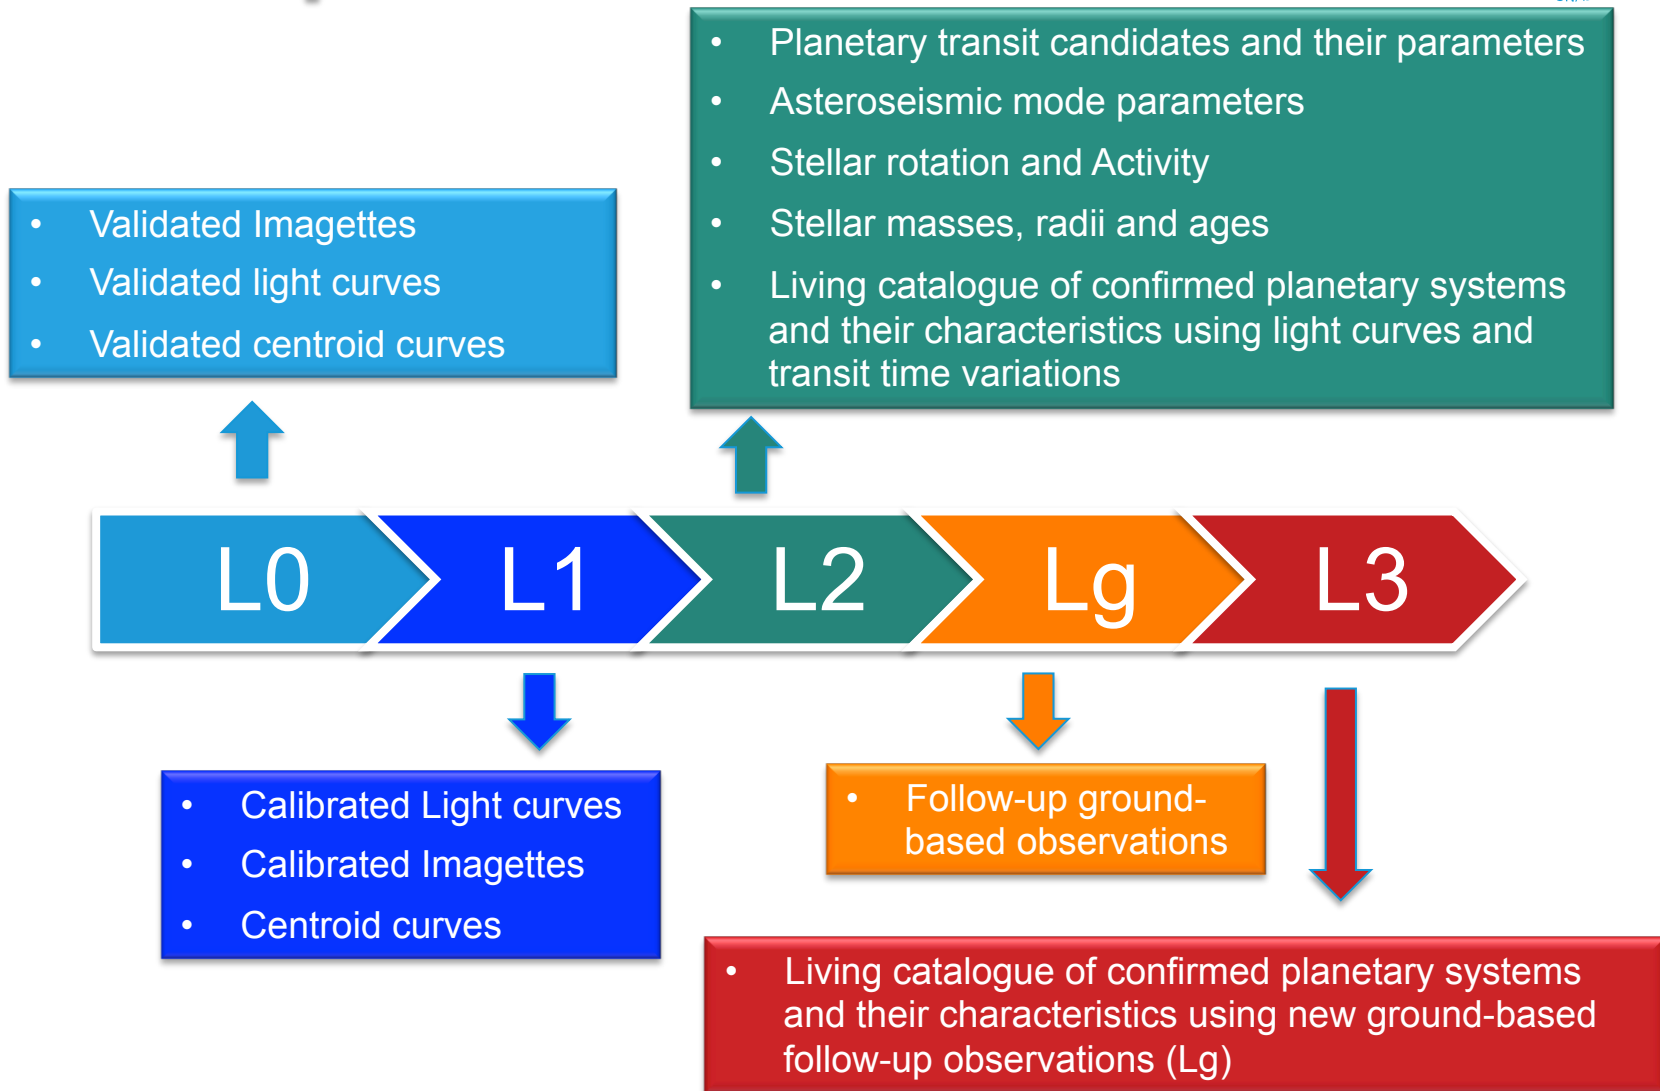 • Planetary transit candidates and their parameters
• Asteroseismic mode parameters
• Stellar rotation and Activity
• Stellar masses, radii and ages
• Living catalogue of confirmed planetary systems
and their characteristics using light curves and
transit time variations
• Validated Imagettes
• Validated light curves
• Validated centroid curves
L0
L1
L2
Lg
L3
• Calibrated Light curves
• Calibrated Imagettes
• Centroid curves
• Follow-up ground-
based observations
• Living catalogue of confirmed planetary systems
and their characteristics using new ground-based
follow-up observations (Lg)